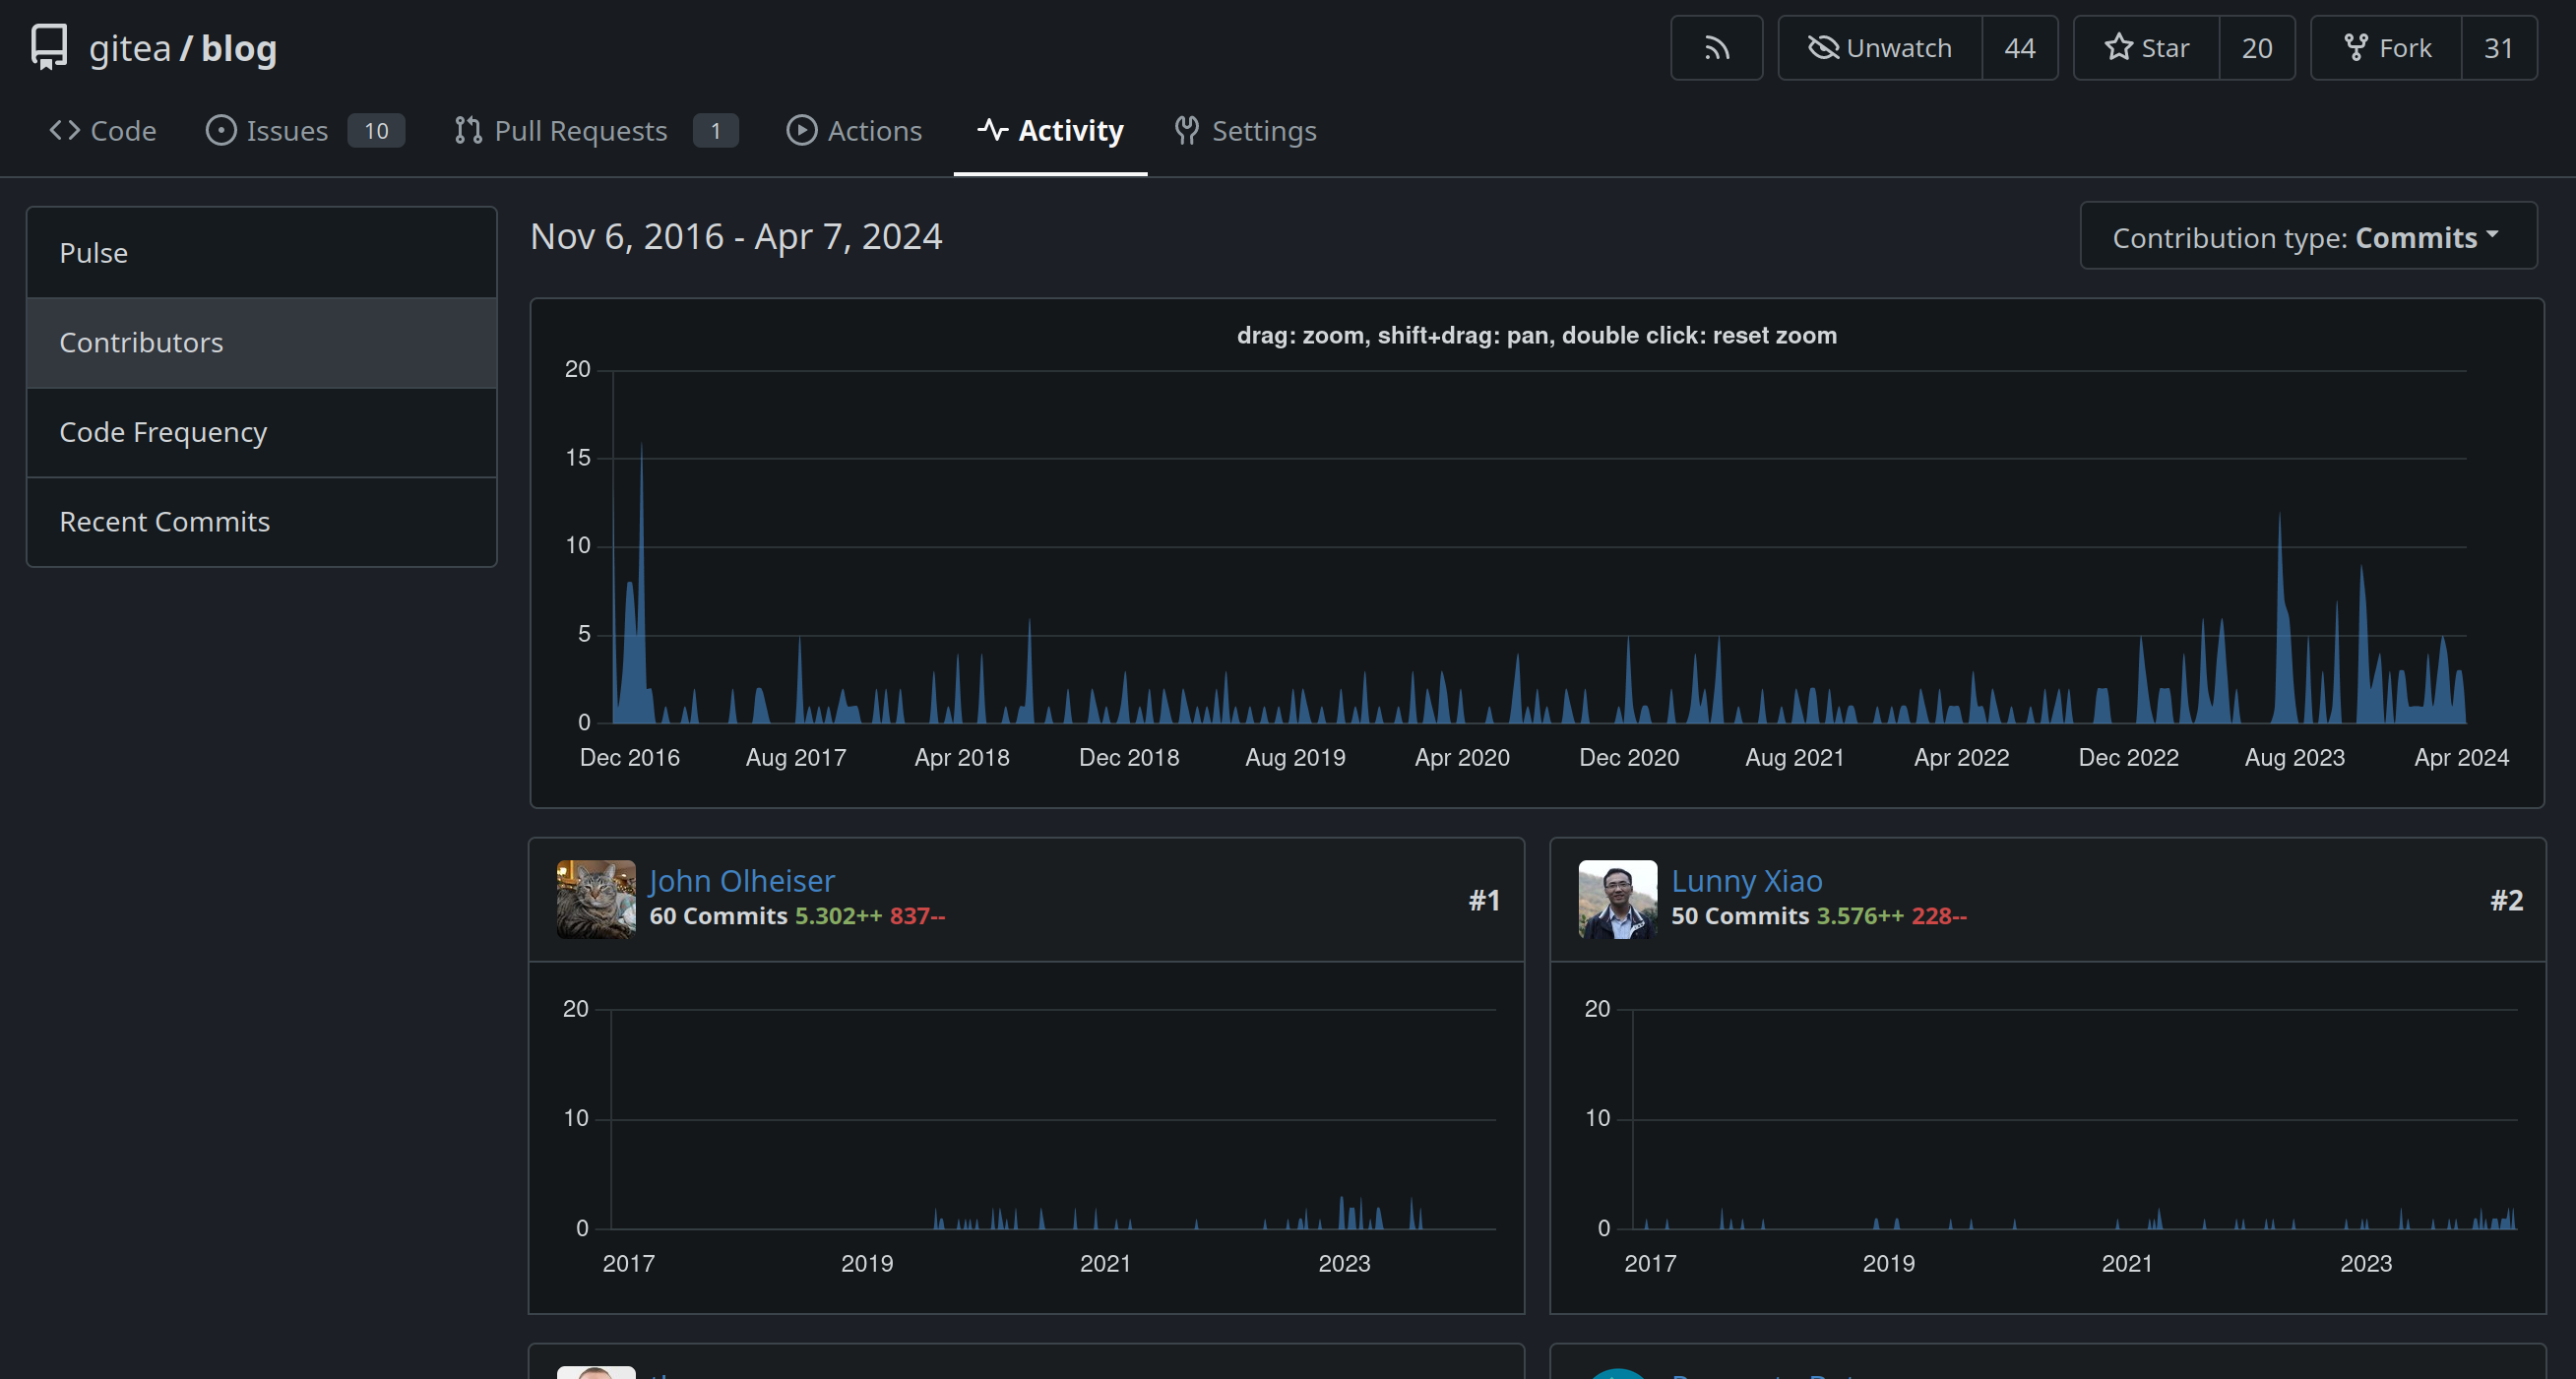 gitea / blog
Unwatch 44
Star 20
Fork 31
Code
Issues 10
Pull Requests 1
Actions
Activity
Settings
Pulse
Contributors
Code Frequency
Recent Commits
Nov 6, 2016 - Apr 7, 2024
Contribution type: Commits
drag: zoom, shift+drag: pan, double click: reset zoom
20
15
10
5
0
Dec 2016 Aug 2017 Apr 2018 Dec 2018 Aug 2019 Apr 2020 Dec 2020 Aug 2021 Apr 2022 Dec 2022 Aug 2023 Apr 2024
John Olheiser
60 Commits 5.302++ 837--
#1
20
10
0
2017 2019 2021 2023
Lunny Xiao
50 Commits 3.576++ 228--
#2
20
10
0
2017 2019 2021 2023